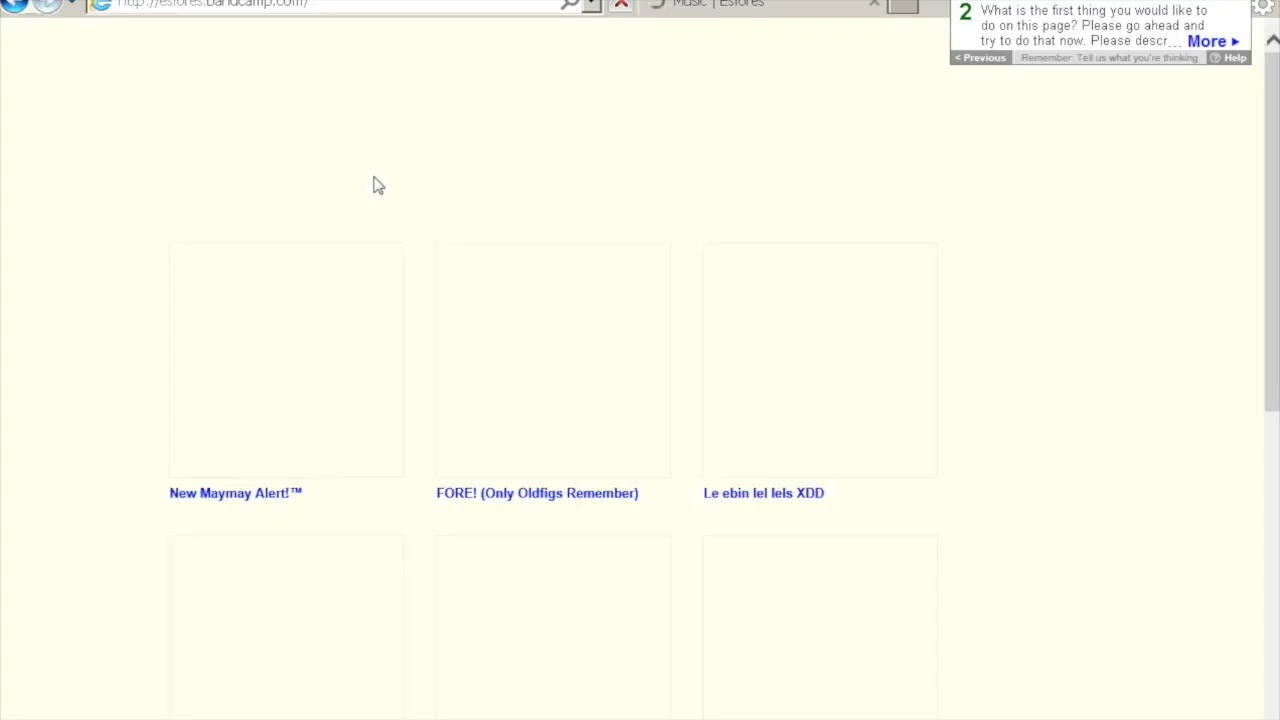 http://esfores.bandcamp.com/
Music | Esfores
2 What is the first thing you would like to
do on this page? Please go ahead and
try to do that now. Please descr... More ▸
< Previous Remember: Tell us what you're thinking ? Help
New Maymay Alert!™
FORE! (Only Oldfigs Remember)
Le ebin lel lels XDD